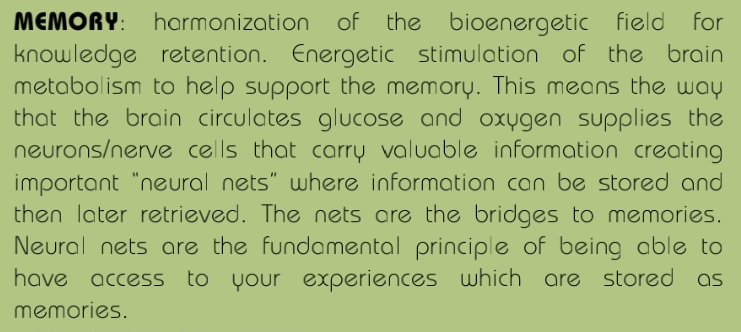 MEMORY: harmonization of the bioenergetic field for
knowledge retention. Energetic stimulation of the brain
metabolism to help support the memory. This means the way
that the brain circulates glucose and oxygen supplies the
neurons/nerve cells that carry valuable information creating
important "neural nets" where information can be stored and
then later retrieved. The nets are the bridges to memories.
Neural nets are the fundamental principle of being able to
have access to your experiences which are stored as
memories.